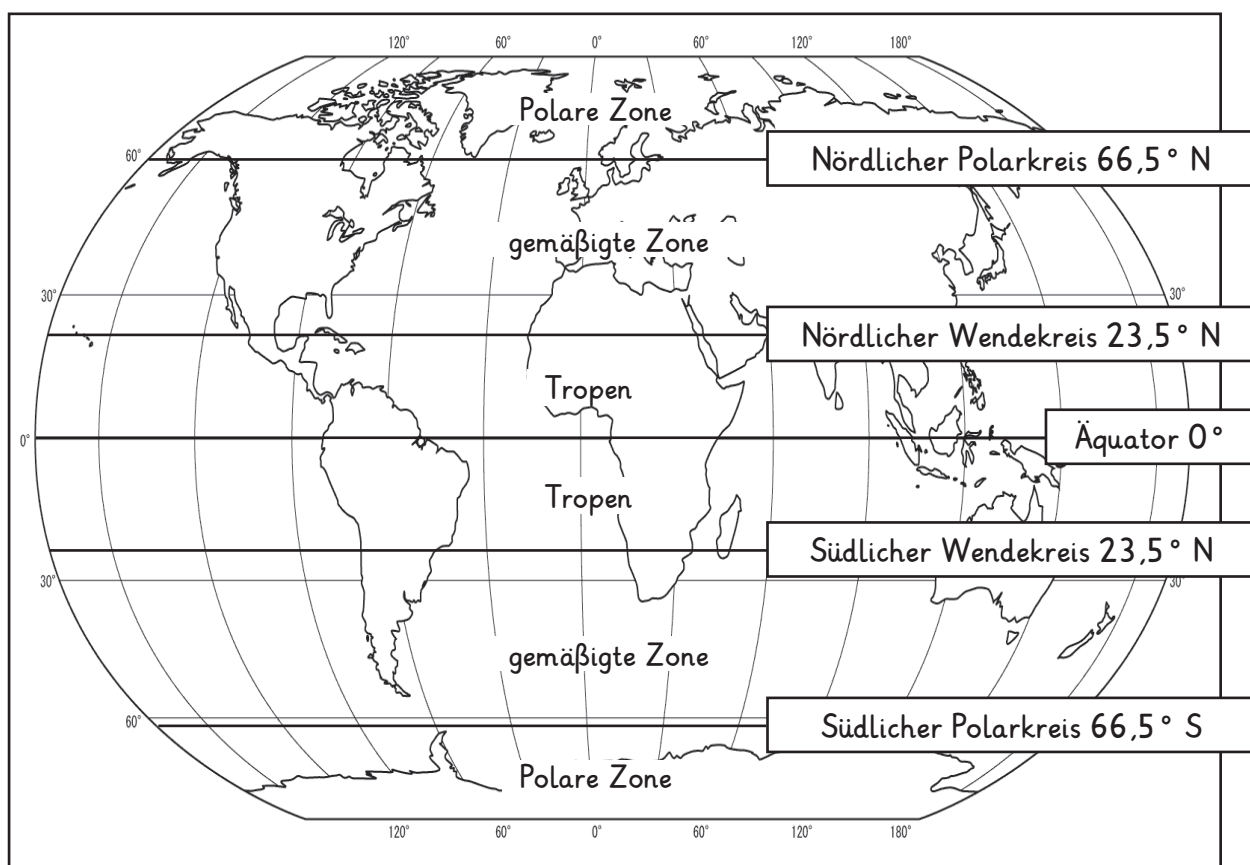 120° 60° 0° 60° 120° 180°
Polare Zone
60°
Nördlicher Polarkreis 66,5° N
gemäßigte Zone
30° 30°
Nördlicher Wendekreis 23,5° N
Tropen
0°
Äquator 0°
Tropen
Südlicher Wendekreis 23,5° N
30° 30°
gemäßigte Zone
60°
Südlicher Polarkreis 66,5° S
Polare Zone
120° 60° 0° 60° 120° 180°